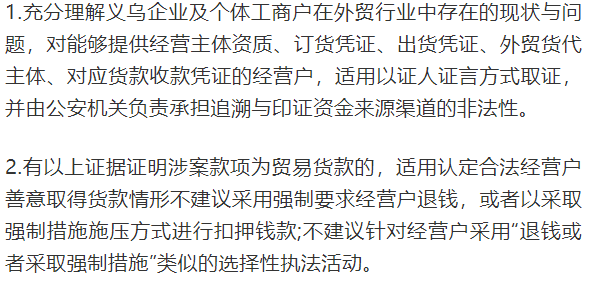 1.充分理解义乌企业及个体工商户在外贸行业中存在的现状与问
题，对能够提供经营主体资质、订货凭证、出货凭证、外贸货代
主体、对应货款收款凭证的经营户，适用以证人证言方式取证，
并由公安机关负责承担追溯与印证资金来源渠道的非法性。
2.有以上证据证明涉案款项为贸易货款的，适用认定合法经营户
善意取得货款情形不建议采用强制要求经营户退钱，或者以采取
强制措施施压方式进行扣押钱款;不建议针对经营户采用“退钱或
者采取强制措施”类似的选择性执法活动。